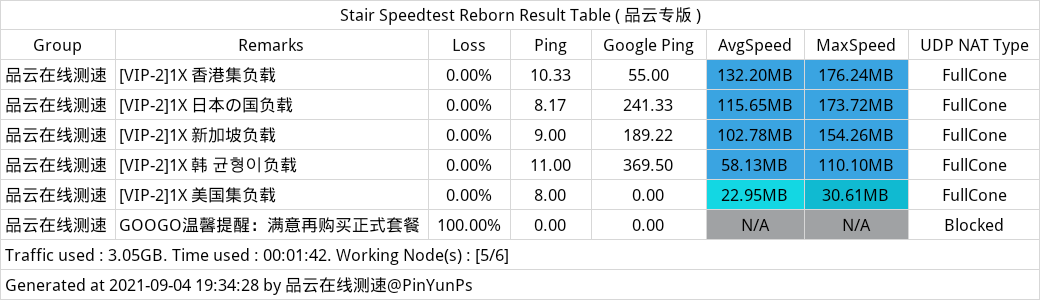 Stair Speedtest Reborn Result Table ( 品云专版 )
Group Remarks Loss Ping Google Ping AvgSpeed MaxSpeed UDP NAT Type
品云在线测速 [VIP-2]1X 香港集负载 0.00% 10.33 55.00 132.20MB 176.24MB FullCone
品云在线测速 [VIP-2]1X 日本の国负载 0.00% 8.17 241.33 115.65MB 173.72MB FullCone
品云在线测速 [VIP-2]1X 新加坡负载 0.00% 9.00 189.22 102.78MB 154.26MB FullCone
品云在线测速 [VIP-2]1X 韩 균형이负载 0.00% 11.00 369.50 58.13MB 110.10MB FullCone
品云在线测速 [VIP-2]1X 美国集负载 0.00% 8.00 0.00 22.95MB 30.61MB FullCone
品云在线测速 GOOGO温馨提醒：满意再购买正式套餐 100.00% 0.00 0.00 N/A N/A Blocked
Traffic used : 3.05GB. Time used : 00:01:42. Working Node(s) : [5/6]
Generated at 2021-09-04 19:34:28 by 品云在线测速@PinYunPs